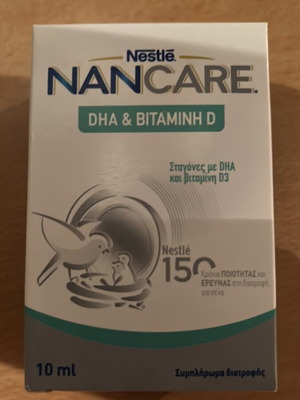 Nestlē
NANCARE®
DHA & ΒΙΤΑΜΙΝΗ D
Σταγόνες με DHA
και βιταμίνη D3
Nestlé
150
Χρόνια ΠΟΙΟΤΗΤΑΣ και
ΕΡΕΥΝΑΣ στη διατροφή,
για σένα
10 ml
Συμπλήρωμα διατροφής